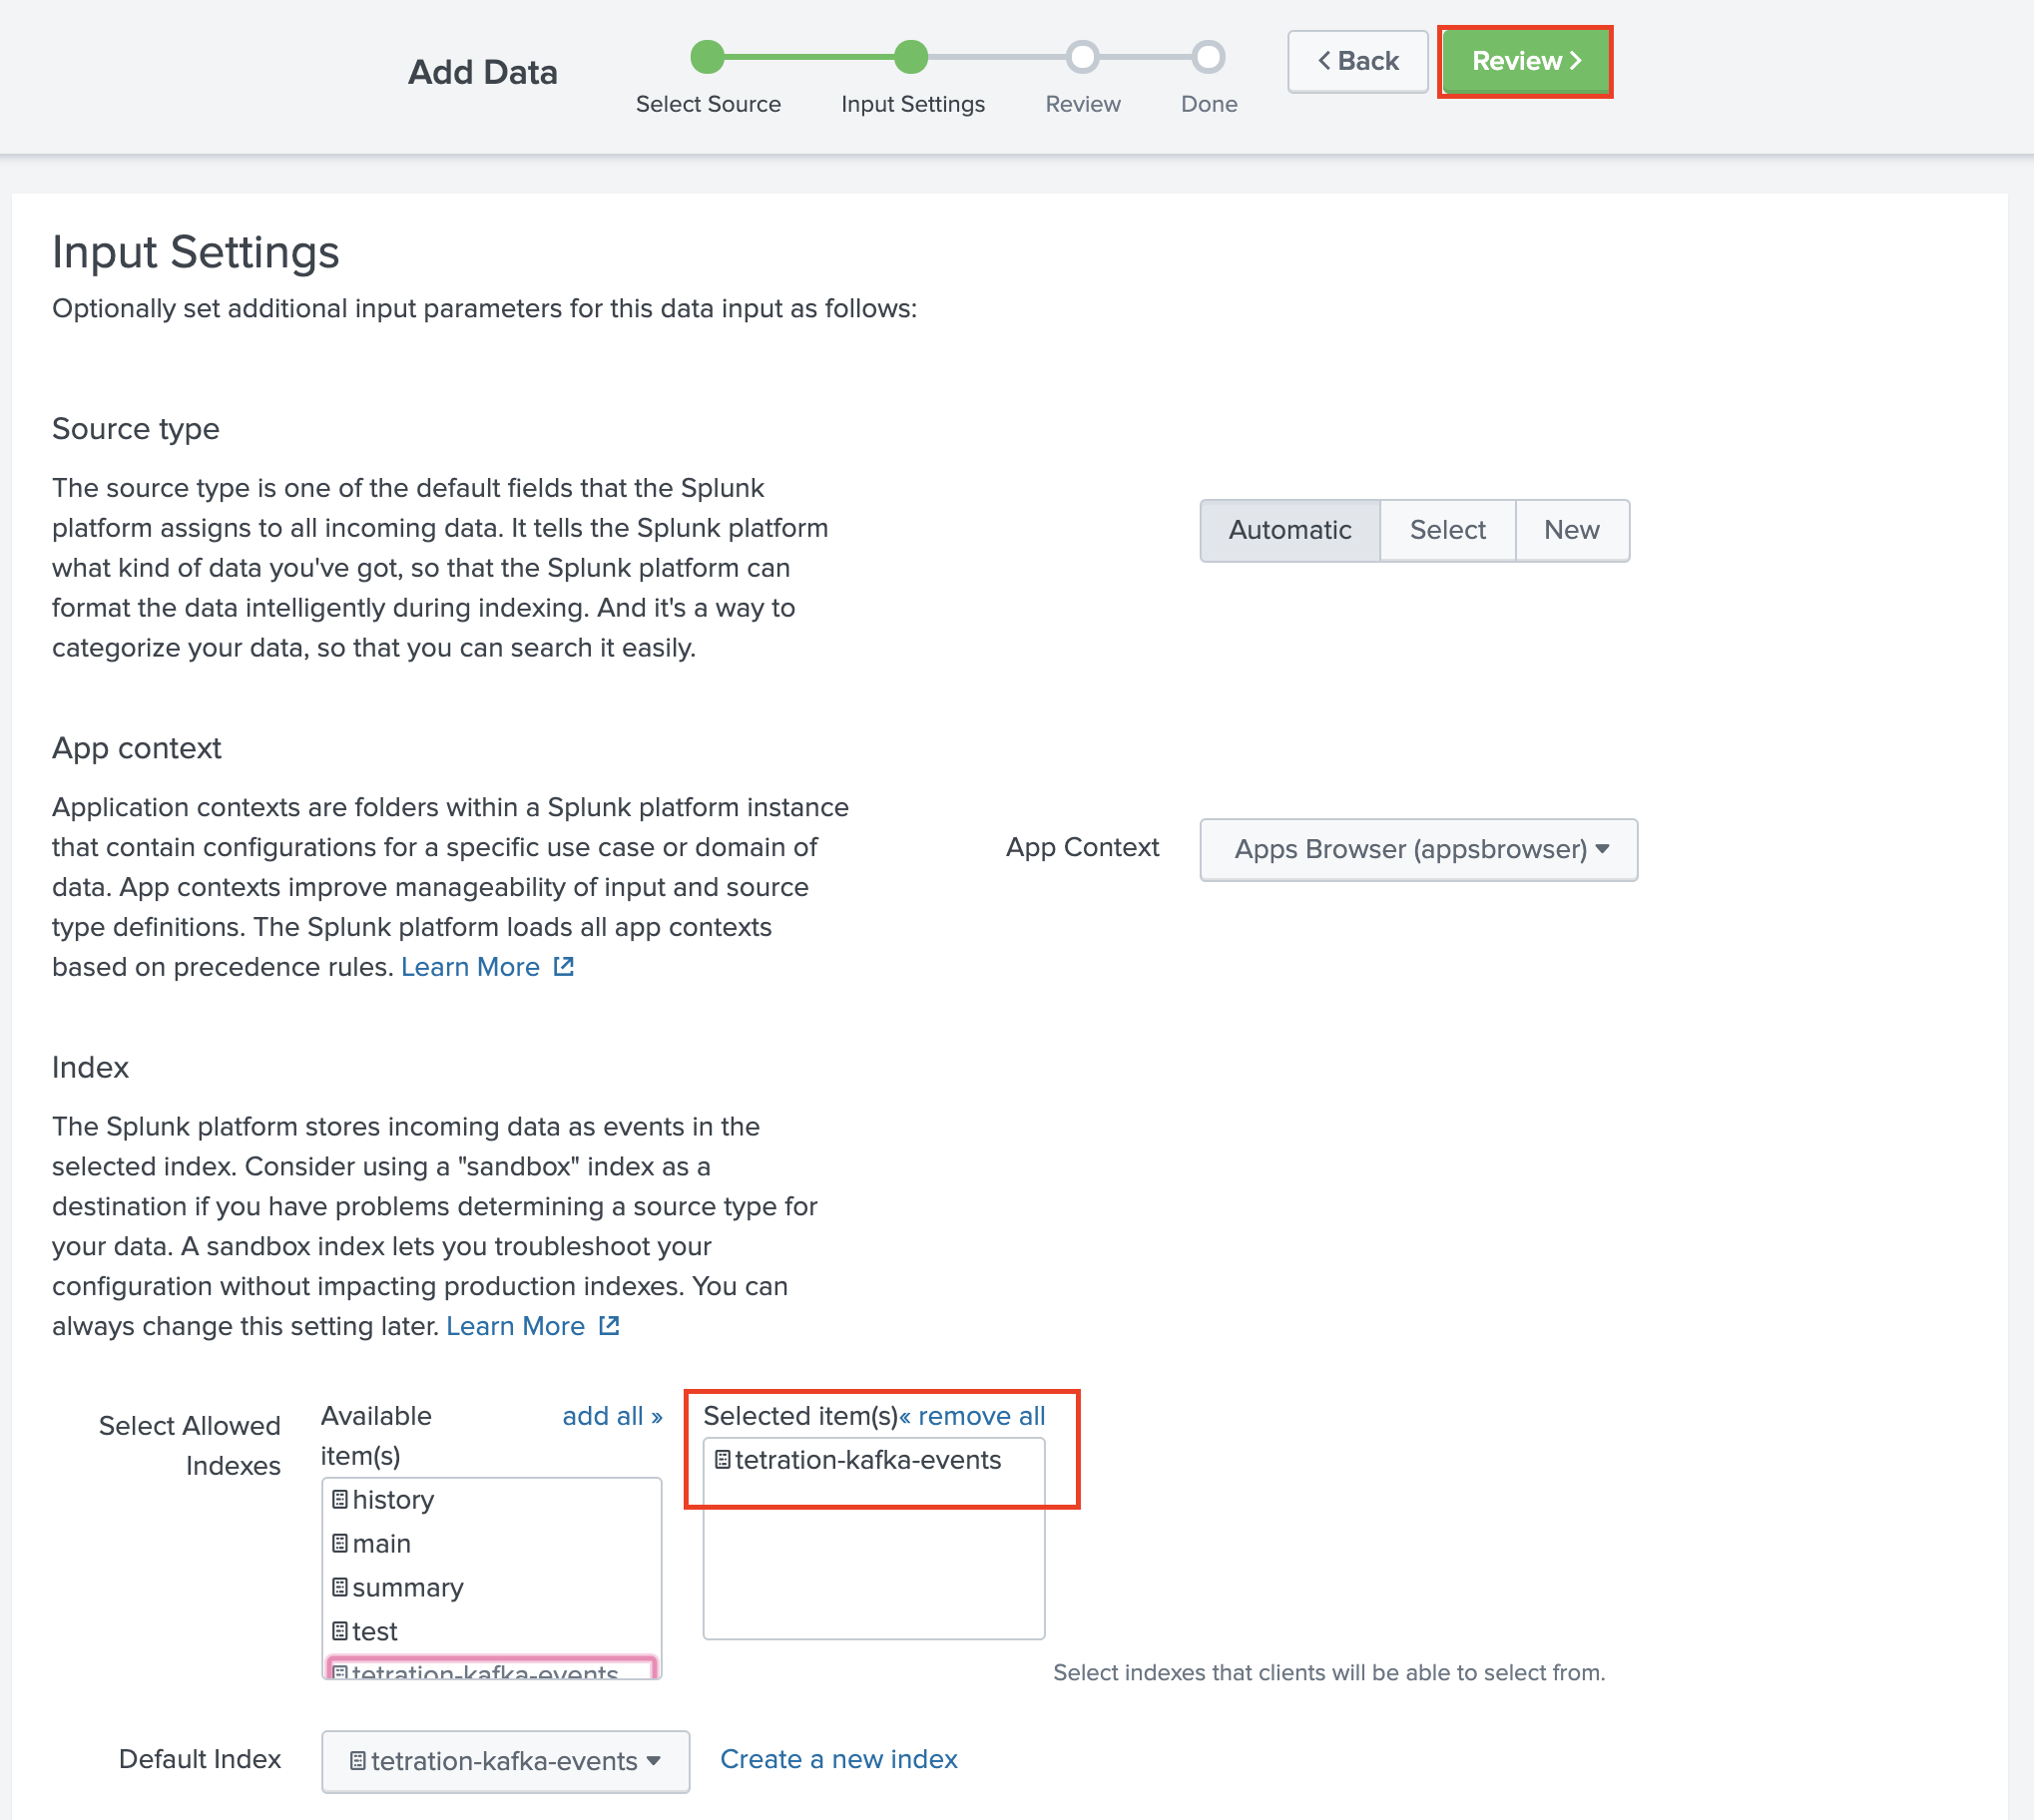 Add Data
Select Source
Input Settings
Review
Done
Back
Review
Input Settings
Optionally set additional input parameters for this data input as follows:
Source type
The source type is one of the default fields that the Splunk
platform assigns to all incoming data. It tells the Splunk platform
what kind of data you've got, so that the Splunk platform can
format the data intelligently during indexing. And it's a way to
categorize your data, so that you can search it easily.
Automatic
Select
New
App context
Application contexts are folders within a Splunk platform instance
that contain configurations for a specific use case or domain of
data. App contexts improve manageability of input and source
type definitions. The Splunk platform loads all app contexts
based on precedence rules. Learn More
App Context
Apps Browser (appsbrowser)
Index
The Splunk platform stores incoming data as events in the
selected index. Consider using a "sandbox" index as a
destination if you have problems determining a source type for
your data. A sandbox index lets you troubleshoot your
configuration without impacting production indexes. You can
always change this setting later. Learn More
Select Allowed
Indexes
Available
item(s)
add all »
history
main
summary
test
tetration-kafka-events
Selected item(s)« remove all
tetration-kafka-events
Select indexes that clients will be able to select from.
Default Index
tetration-kafka-events
Create a new index